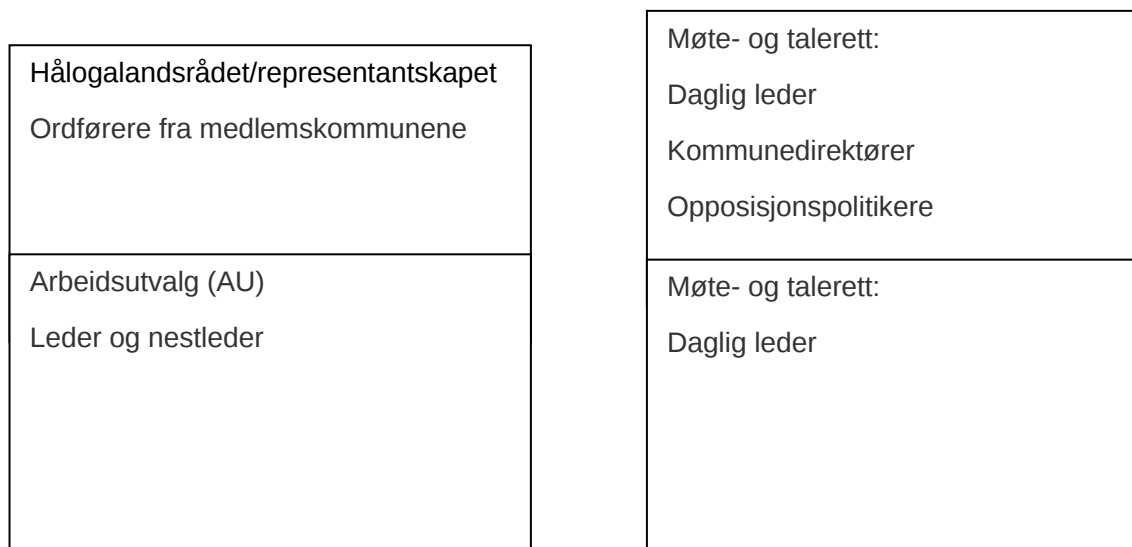 Hålogalandsrådet/representantskapet
Ordførere fra medlemskommunene
Arbeidsutvalg (AU)
Leder og nestleder
Møte- og talerett:
Daglig leder
Kommunedirektører
Opposisjonspolitikere
Møte- og talerett:
Daglig leder